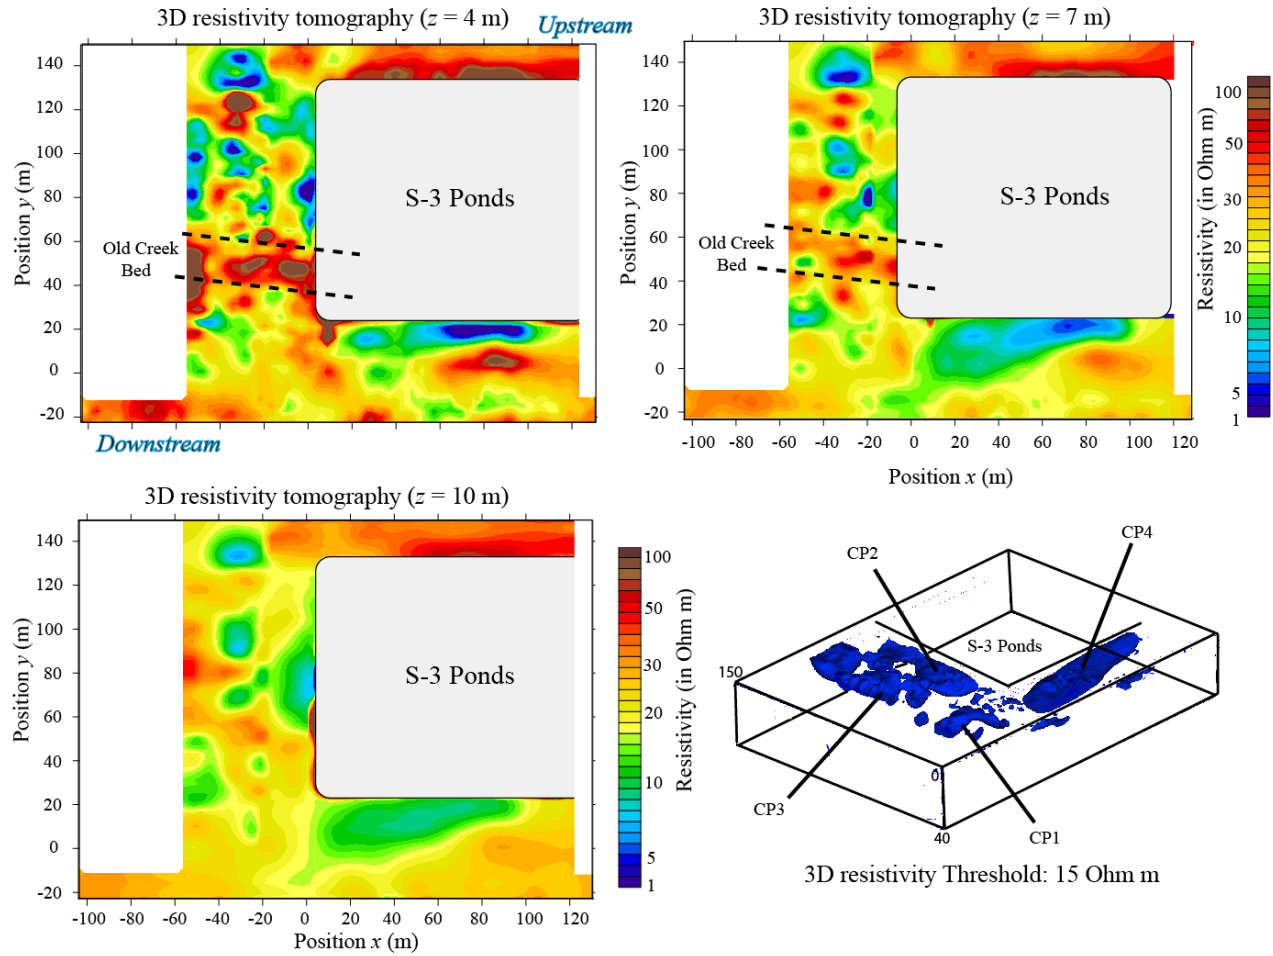 3D resistivity tomography (z = 4 m)
Upstream
3D resistivity tomography (z = 7 m)
Position y (m)
140
120
100
80
60
40
20
0
-20
S-3 Ponds
Old Creek
Bed
Downstream
Position y (m)
140
120
100
80
60
40
20
0
-20
S-3 Ponds
Old Creek
Bed
-100 -80 -60 -40 -20 0 20 40 60 80 100 120
Position x (m)
Resistivity (in Ohm m)
100
50
30
20
10
5
1
3D resistivity tomography (z = 10 m)
Position y (m)
140
120
100
80
60
40
20
0
-20
S-3 Ponds
-100 -80 -60 -40 -20 0 20 40 60 80 100 120
Position x (m)
100
50
30
20
10
5
1
Resistivity (in Ohm m)
CP2
CP4
S-3 Ponds
150
0
CP3
CP1
40
3D resistivity Threshold: 15 Ohm m